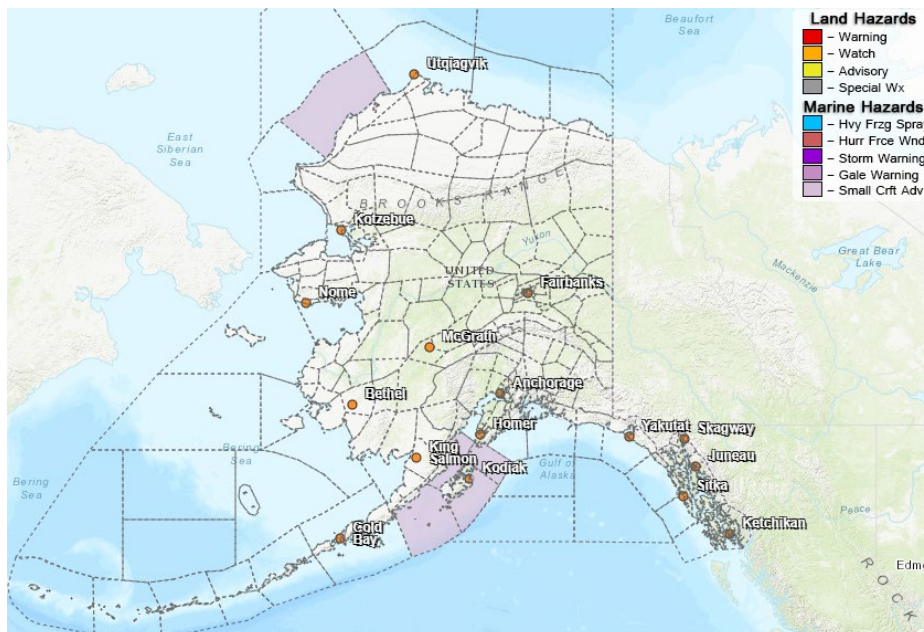 Beaufort
Sea
Land Hazards
– Warning
– Watch
– Advisory
– Special Wx
Marine Hazards
– Hvy Frzg Spra
– Hurr Frce Wnd
– Storm Warning
– Gale Warning
– Small Crft Adv
Utqiagvik
East
Siberian
Sea
BROOKS RANGE
Kotzebue
Yukon
Great Bear
Lake
Mackenzie
UNITED
STATES
Fairbanks
Nome
McGrath
Anchorage
Bethel
Homer
Yakutat
Skagway
King
Salmon
Kodiak
Gulf of
Alaska
Juneau
Bering
Sea
Bering
Sea
Sitka
Peace
Cold
Bay
Ketchikan
Edmo
ROCK